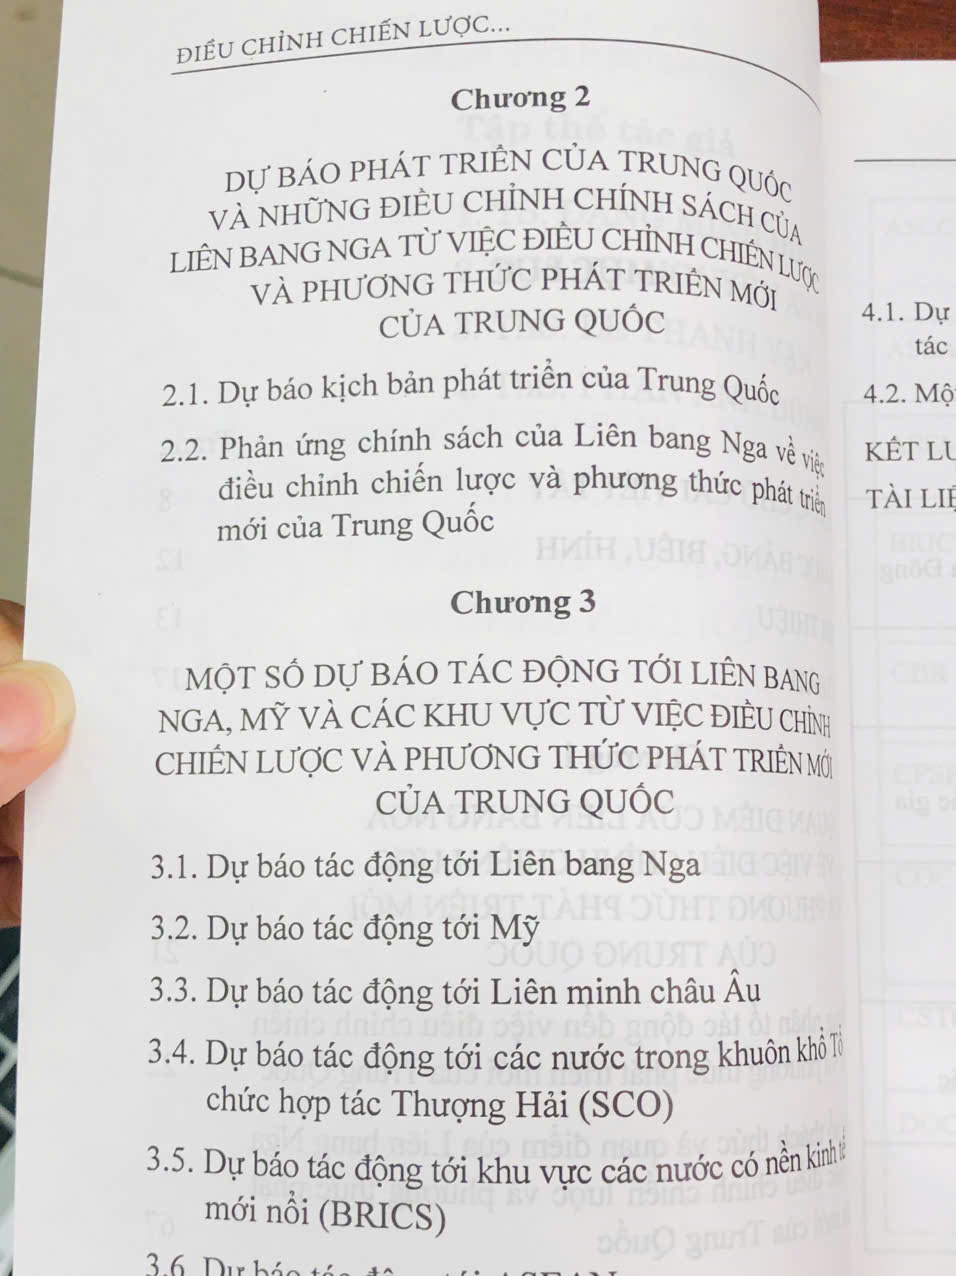 ĐIỀU CHỈNH CHIẾN LƯỢC...
Chương 2
DỰ BÁO PHÁT TRIỂN CỦA TRUNG QUỐC
VÀ NHỮNG ĐIỀU CHỈNH CHÍNH SÁCH CỦA
LIÊN BANG NGA TỪ VIỆC ĐIỀU CHỈNH CHIẾN LƯỢC
VÀ PHƯƠNG THỨC PHÁT TRIỂN MỚI
CỦA TRUNG QUỐC
2.1. Dự báo kịch bản phát triển của Trung Quốc
2.2. Phản ứng chính sách của Liên bang Nga về việc
điều chỉnh chiến lược và phương thức phát triển
mới của Trung Quốc
Chương 3
MỘT SỐ DỰ BÁO TÁC ĐỘNG TỚI LIÊN BANG
NGA, MỸ VÀ CÁC KHU VỰC TỪ VIỆC ĐIỀU CHỈNH
CHIẾN LƯỢC VÀ PHƯƠNG THỨC PHÁT TRIỂN MỚI
CỦA TRUNG QUỐC
3.1. Dự báo tác động tới Liên bang Nga
3.2. Dự báo tác động tới Mỹ
3.3. Dự báo tác động tới Liên minh châu Âu
3.4. Dự báo tác động tới các nước trong khuôn khổ Tổ
chức hợp tác Thượng Hải (SCO)
3.5. Dự báo tác động tới khu vực các nước có nền kinh tế
mới nổi (BRICS)
3.6. Dự báo tác động tới ASEAN
4.1. Dự
tác
4.2. Một
KẾT LU
TÀI LIỆ